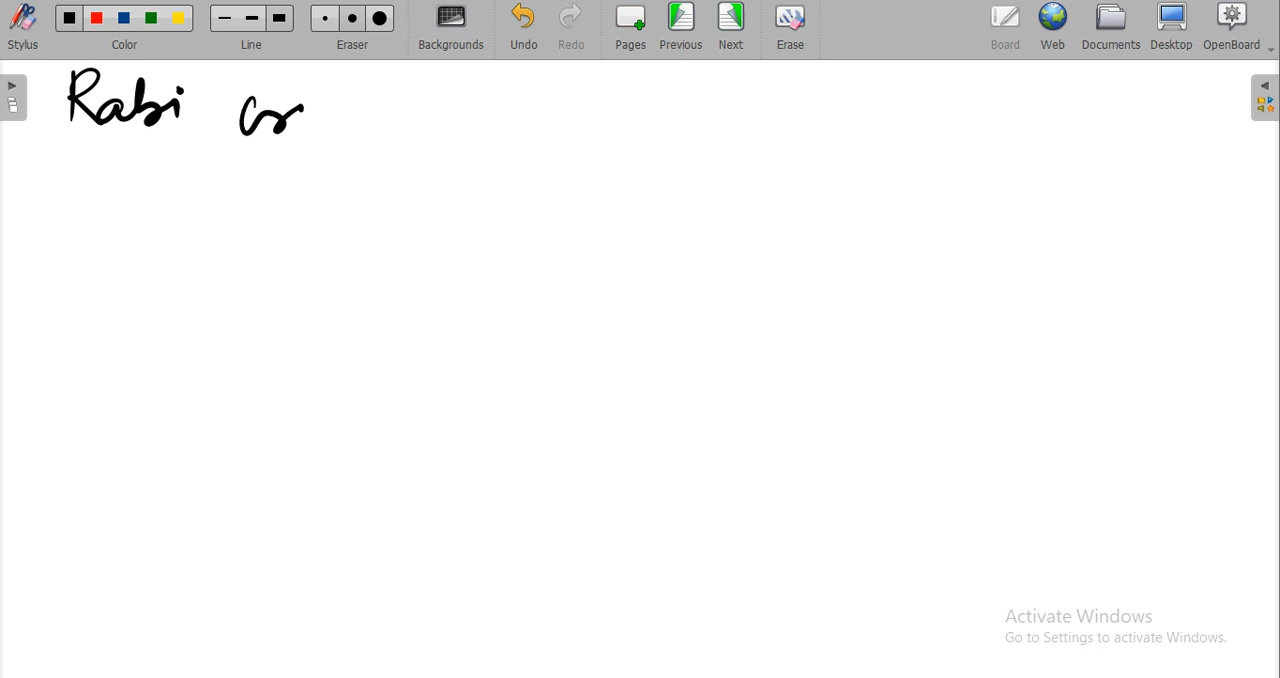 Stylus
Color
Line
Eraser
Backgrounds
Undo
Redo
Pages
Previous
Next
Erase
Board
Web
Documents
Desktop
OpenBoard
Rabi
Activate Windows
Go to Settings to activate Windows.